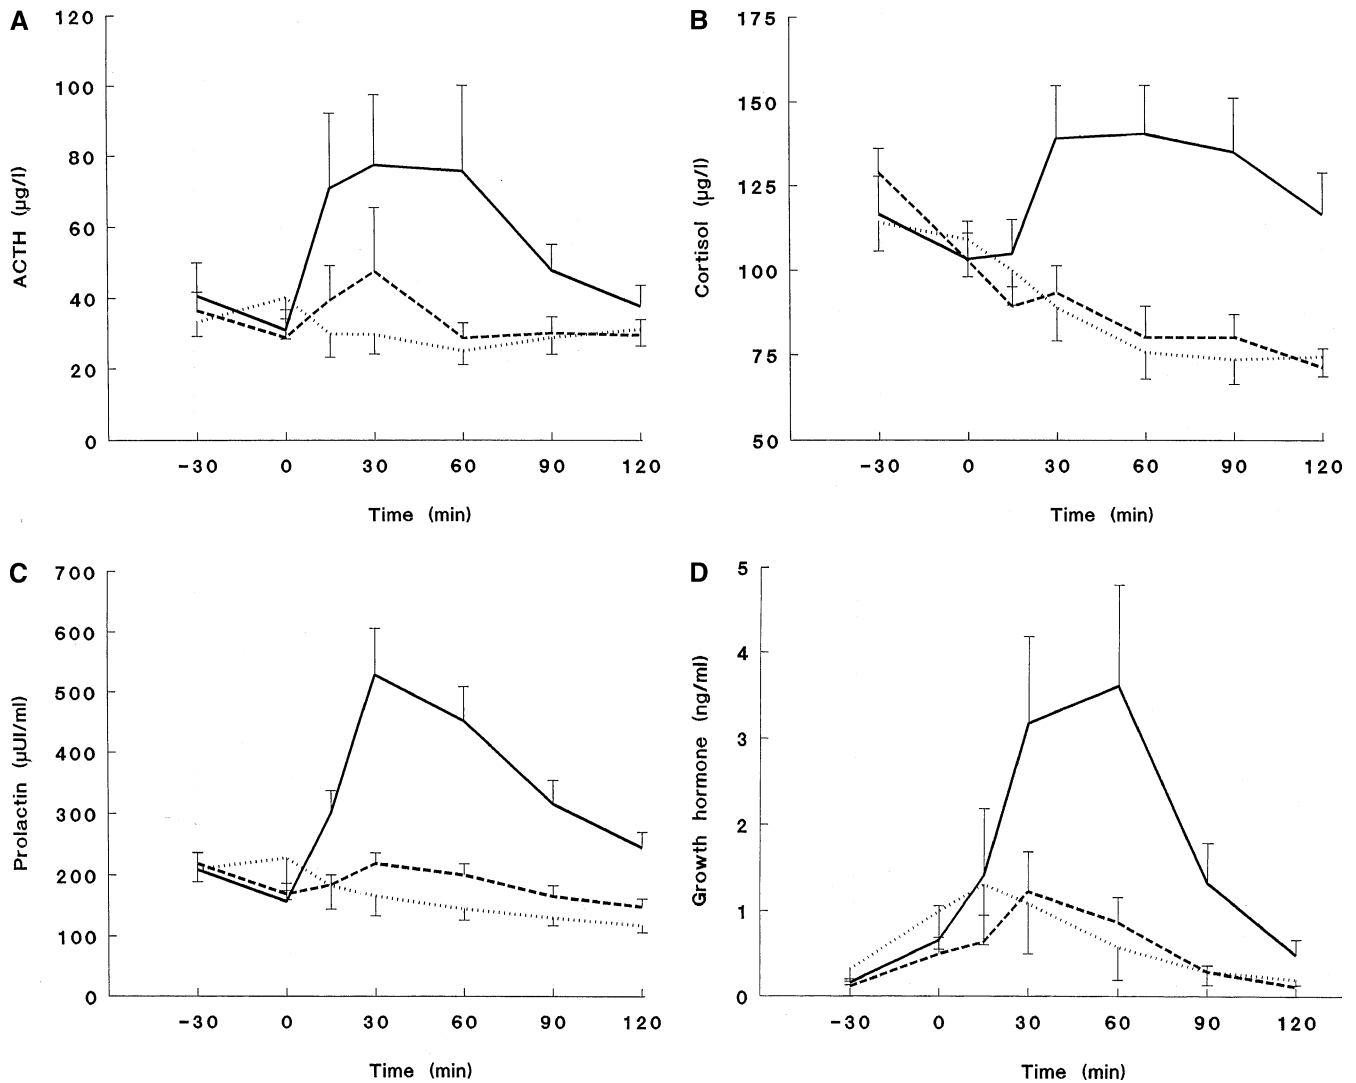 A
120
100
80
60
40
20
0
ACTH (µg/l)
-30 0 30 60 90 120
Time (min)
B
175
150
125
100
75
50
Cortisol (µg/l)
-30 0 30 60 90 120
Time (min)
C
700
600
500
400
300
200
100
0
Prolactin (µUI/ml)
-30 0 30 60 90 120
Time (min)
D
5
4
3
2
1
0
Growth hormone (ng/ml)
-30 0 30 60 90 120
Time (min)